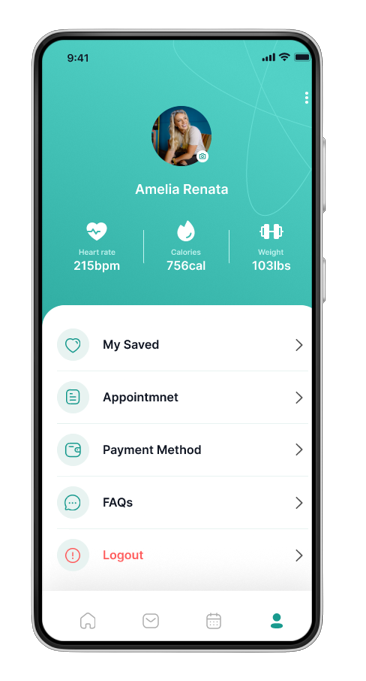 9:41
Amelia Renata
Heart rate
Calories
Weight
215bpm
756cal
103lbs
My Saved
Appointmnet
Payment Method
FAQs
Logout